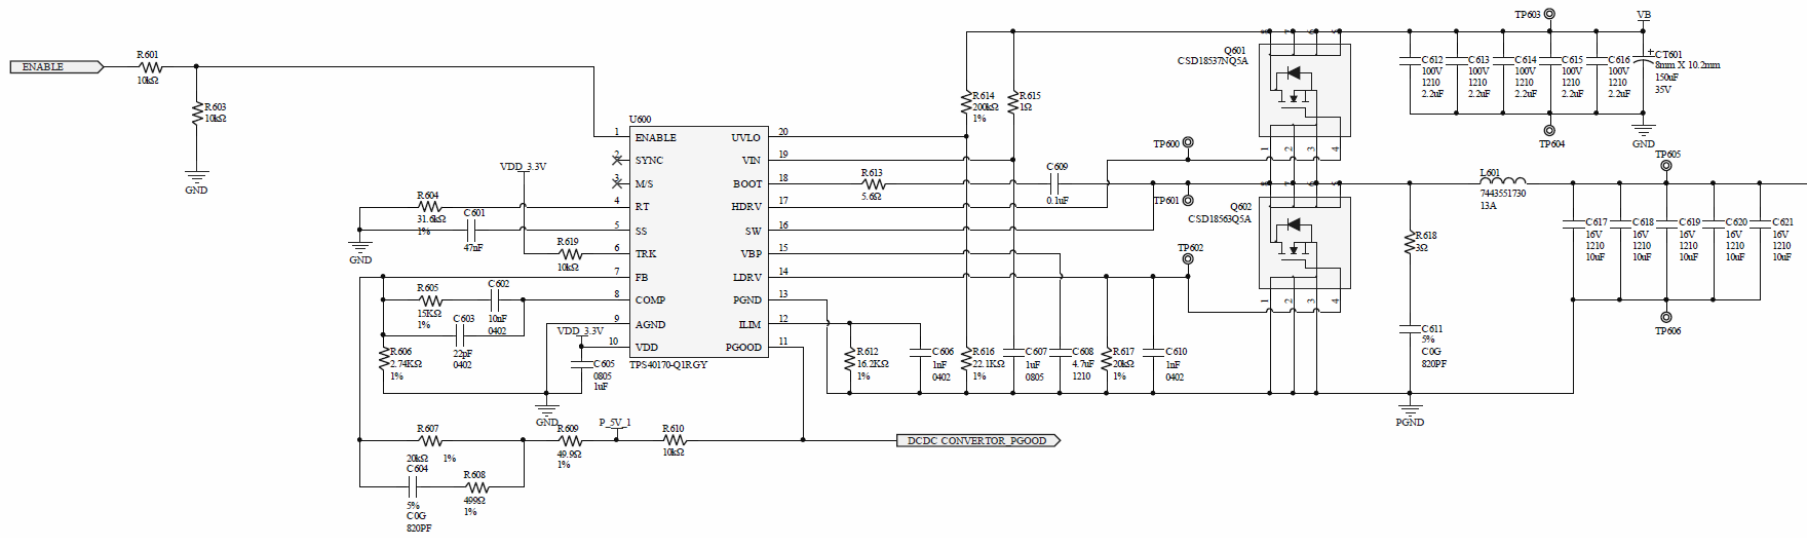 ENABLE
R601
10kΩ
R603
10kΩ
GND
VDD_3.3V
R604
31.6kΩ
1%
C601
47nF
GND
R619
10kΩ
R605
15KΩ
1%
C602
10nF
0402
C603
22pF
0402
R606
2.74KΩ
1%
VDD_3.3V
C605
0805
1uF
GND
R607
20kΩ 1%
C604
5%
C0G
820PF
R608
499Ω
1%
R609
49.9Ω
1%
P_5V_1
R610
10kΩ
DCDC CONVERTOR_PGOOD
U600
1 ENABLE UVLO 20
2 SYNC VIN 19
3 M/S BOOT 18
4 RT HDRV 17
5 SS SW 16
6 TRK VBP 15
7 FB LDRV 14
8 COMP PGND 13
9 AGND ILIM 12
10 VDD PGOOD 11
TPS40170-Q1RGY
R613
5.6Ω
C609
0.1uF
R614
200kΩ
1%
R615
1Ω
R612
16.2KΩ
1%
C606
1nF
0402
R616
22.1KΩ
1%
C607
1uF
0805
C608
4.7uF
1210
R617
20kΩ
1%
C610
1nF
0402
TP600
TP601
TP602
Q601
CSD18537NQ5A
1 2 3 4
Q602
CSD18563Q5A
1 2 3 4
TP603
VB
C612
100V
1210
2.2uF
C613
100V
1210
2.2uF
C614
100V
1210
2.2uF
C615
100V
1210
2.2uF
C616
100V
1210
2.2uF
+
CT601
8mm X 10.2mm
150uF
35V
TP604
GND
TP605
L601
7443551730
13A
R618
3Ω
C611
5%
C0G
820PF
PGND
C617
16V
1210
10uF
C618
16V
1210
10uF
C619
16V
1210
10uF
C620
16V
1210
10uF
C621
16V
1210
10uF
TP606